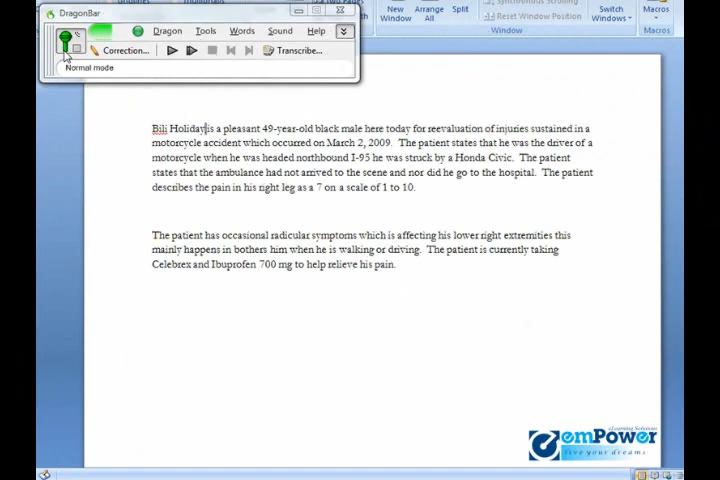 Synchronous Scrolling
New Window
Arrange All
Split
Reset Window Position
Switch Windows
Macros
Window
Macros
DragonBar
Dragon Tools Words Sound Help
Correction... Transcribe...
Normal mode
Bili Holiday is a pleasant 49-year-old black male here today for reevaluation of injuries sustained in a
motorcycle accident which occurred on March 2, 2009. The patient states that he was the driver of a
motorcycle when he was headed northbound I-95 he was struck by a Honda Civic. The patient
states that the ambulance had not arrived to the scene and nor did he go to the hospital. The patient
describes the pain in his right leg as a 7 on a scale of 1 to 10.
The patient has occasional radicular symptoms which is affecting his lower right extremities this
mainly happens in bothers him when he is walking or driving. The patient is currently taking
Celebrex and Ibuprofen 700 mg to help relieve his pain.
eLearning Solutions
emPower
live your dreams